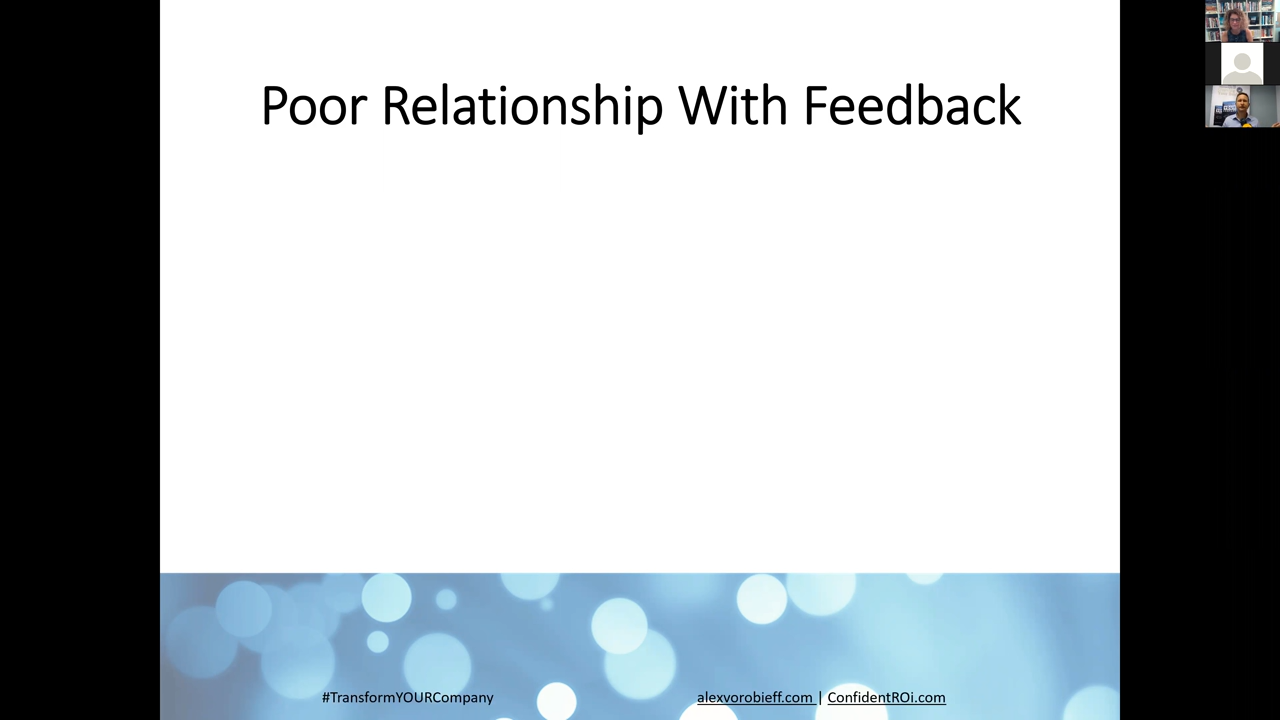 Poor Relationship With Feedback
#TransformYOURCompany
alexvorobieff.com | ConfidentROi.com